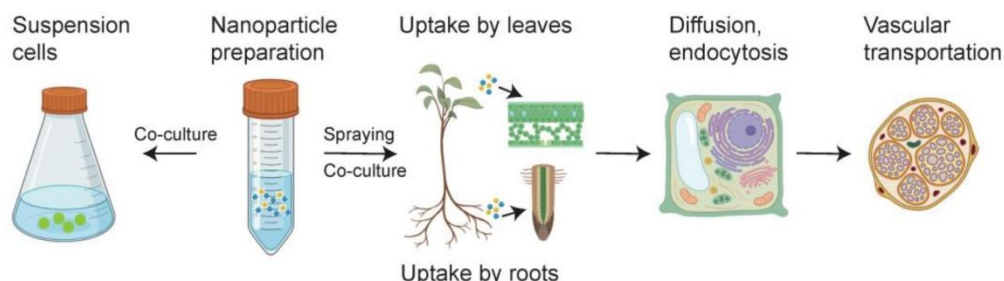 Suspension
cells
Nanoparticle
preparation
Uptake by leaves
Diffusion,
endocytosis
Vascular
transportation
Co-culture
Spraying
Co-culture
Uptake by roots